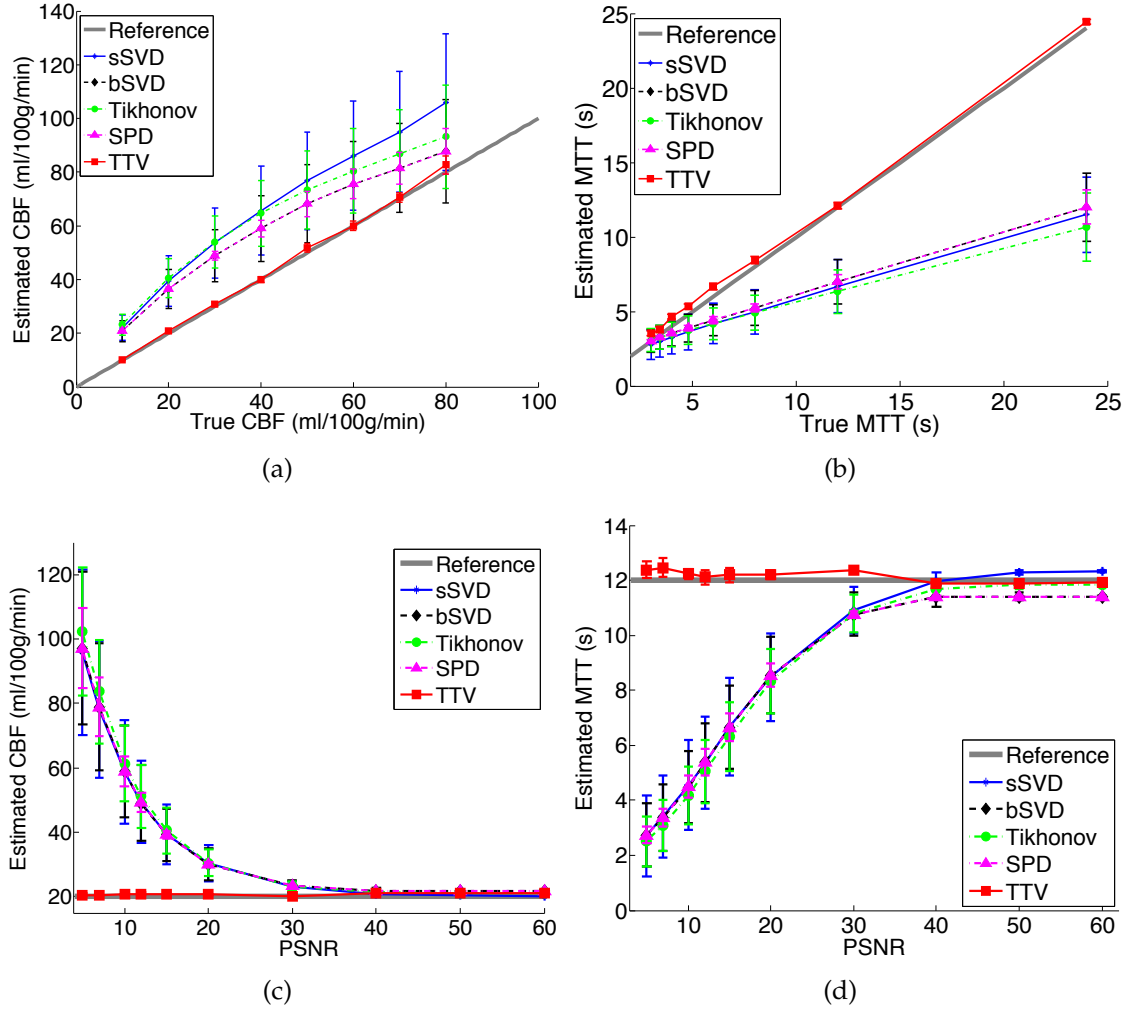 140
120
100
80
60
40
20
0
Estimated CBF (ml/100g/min)
Reference
sSVD
bSVD
Tikhonov
SPD
TTV
0 20 40 60 80 100
True CBF (ml/100g/min)
(a)
25
20
15
10
5
0
Estimated MTT (s)
Reference
sSVD
bSVD
Tikhonov
SPD
TTV
5 10 15 20 25
True MTT (s)
(b)
120
100
80
60
40
20
Estimated CBF (ml/100g/min)
Reference
sSVD
bSVD
Tikhonov
SPD
TTV
10 20 30 40 50 60
PSNR
(c)
14
12
10
8
6
4
2
0
Estimated MTT (s)
Reference
sSVD
bSVD
Tikhonov
SPD
TTV
10 20 30 40 50 60
PSNR
(d)